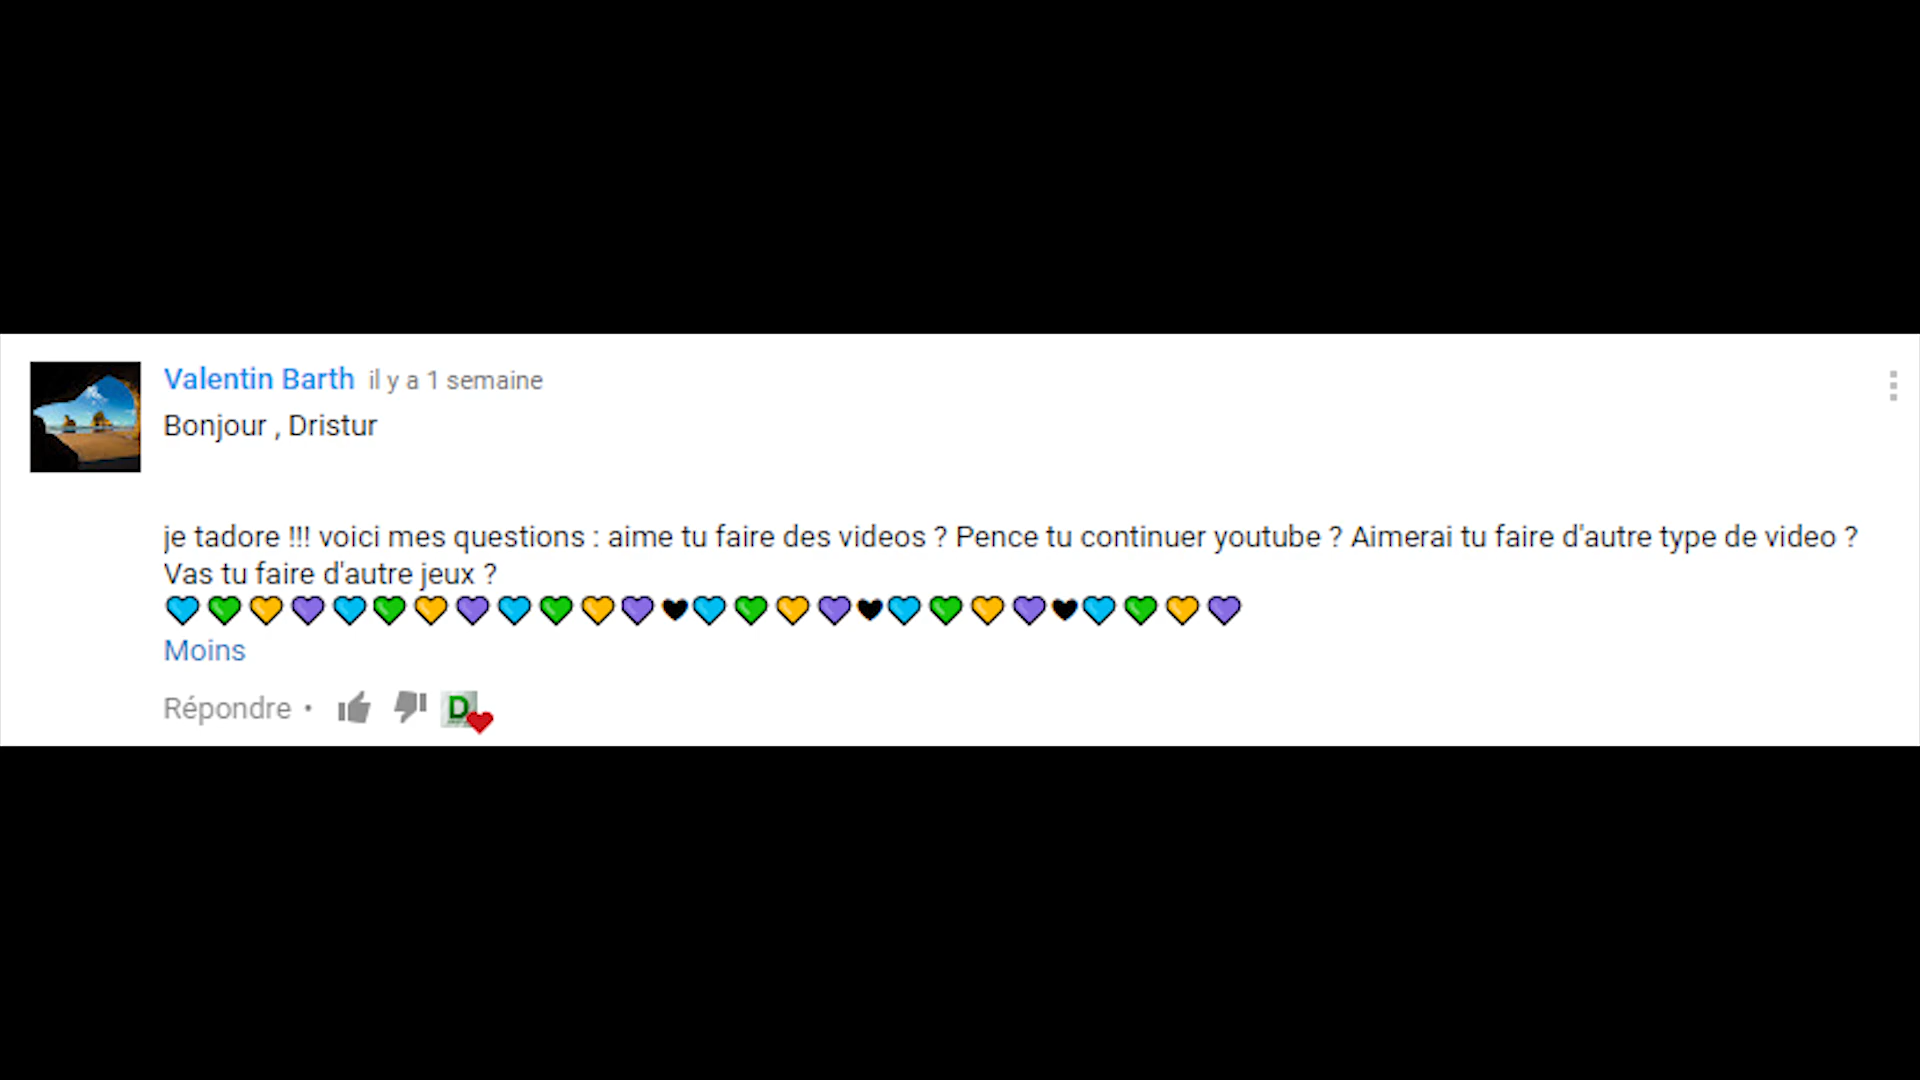 Valentin Barth il y a 1 semaine
Bonjour , Dristur
je tadore !!! voici mes questions : aime tu faire des videos ? Pence tu continuer youtube ? Aimerai tu faire d'autre type de video ?
Vas tu faire d'autre jeux ?
💙💚💛💜💙💚💛💜💙💚💛💜🖤💙💚💛💜🖤💙💚💛💜🖤💙💚💛💜
Moins
Répondre •
D